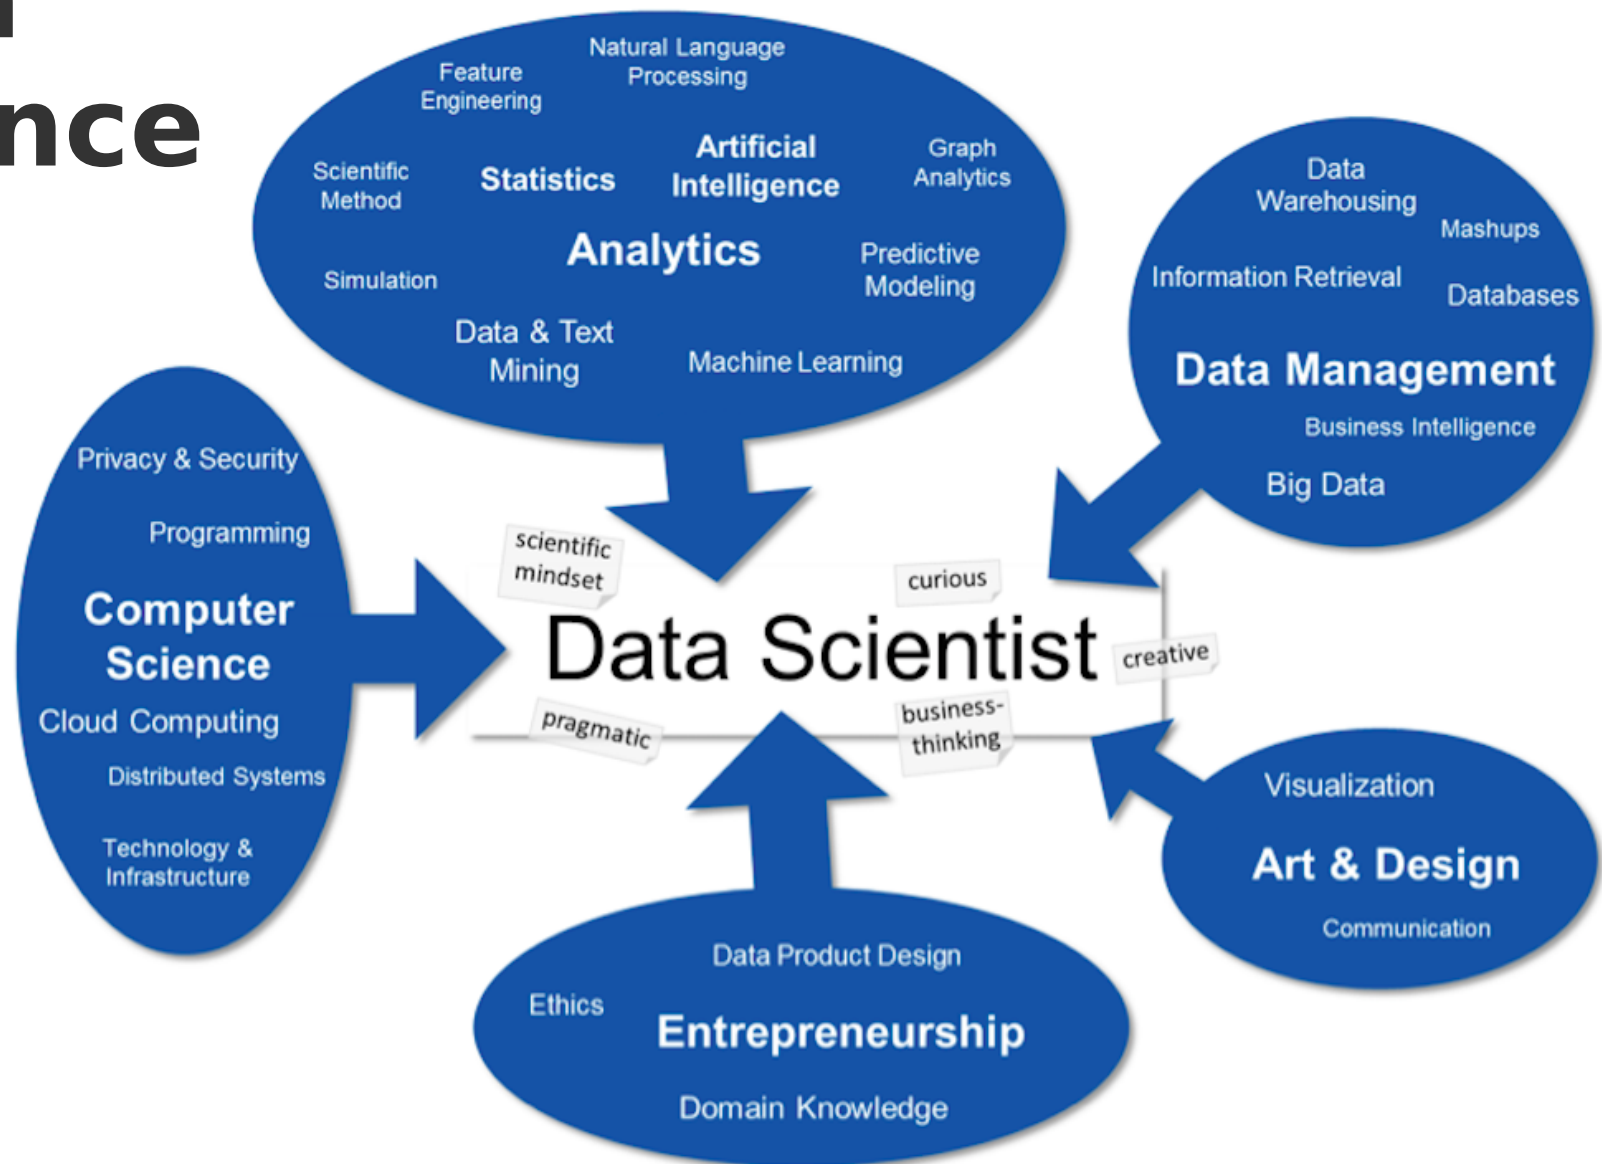 nce
Natural Language
Processing
Feature
Engineering
Artificial
Intelligence
Graph
Analytics
Scientific
Method
Statistics
Analytics
Predictive
Modeling
Simulation
Data & Text
Mining
Machine Learning
Data
Warehousing
Mashups
Information Retrieval
Databases
Data Management
Business Intelligence
Big Data
Privacy & Security
Programming
Computer
Science
Cloud Computing
Distributed Systems
Technology &
Infrastructure
scientific
mindset
curious
Data Scientist
creative
pragmatic
business-
thinking
Visualization
Art & Design
Communication
Data Product Design
Ethics
Entrepreneurship
Domain Knowledge